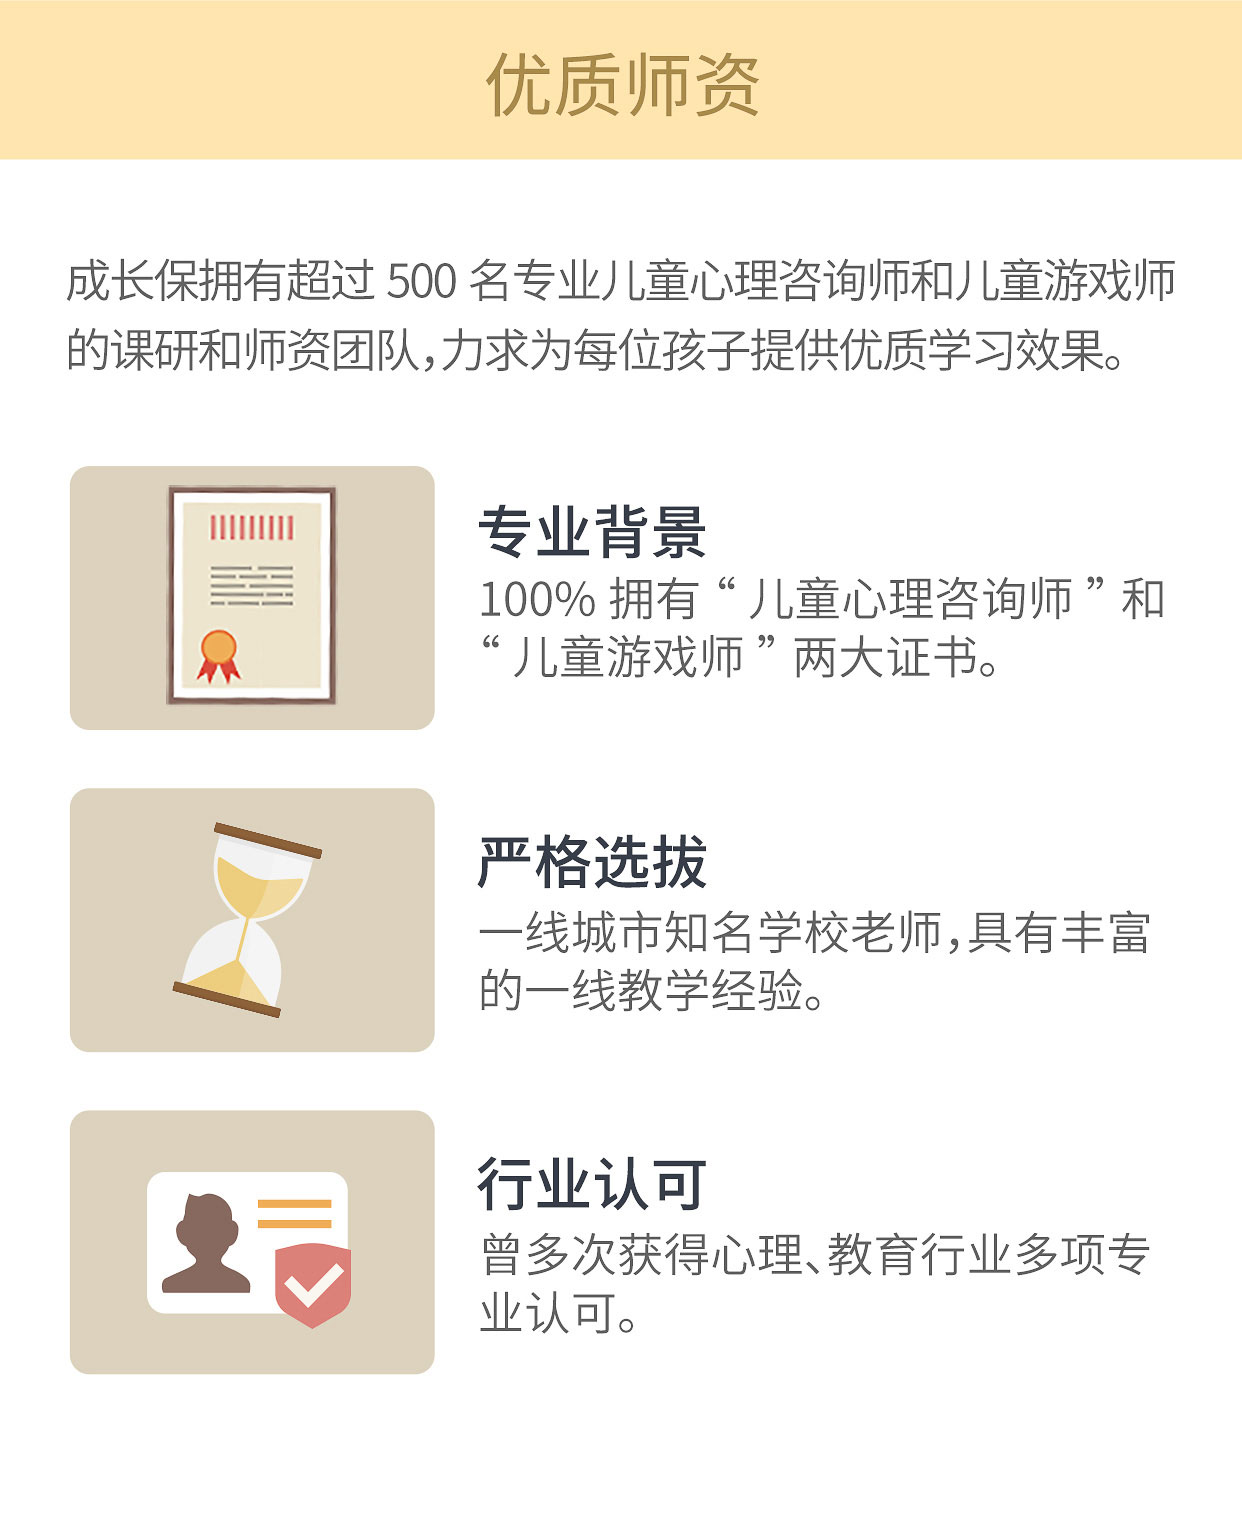 优质师资
成长保拥有超过 500 名专业儿童心理咨询师和儿童游戏师
的课研和师资团队，力求为每位孩子提供优质学习效果。
专业背景
100% 拥有“儿童心理咨询师”和
“儿童游戏师”两大证书。
严格选拔
一线城市知名学校老师，具有丰富
的一线教学经验。
行业认可
曾多次获得心理、教育行业多项专
业认可。